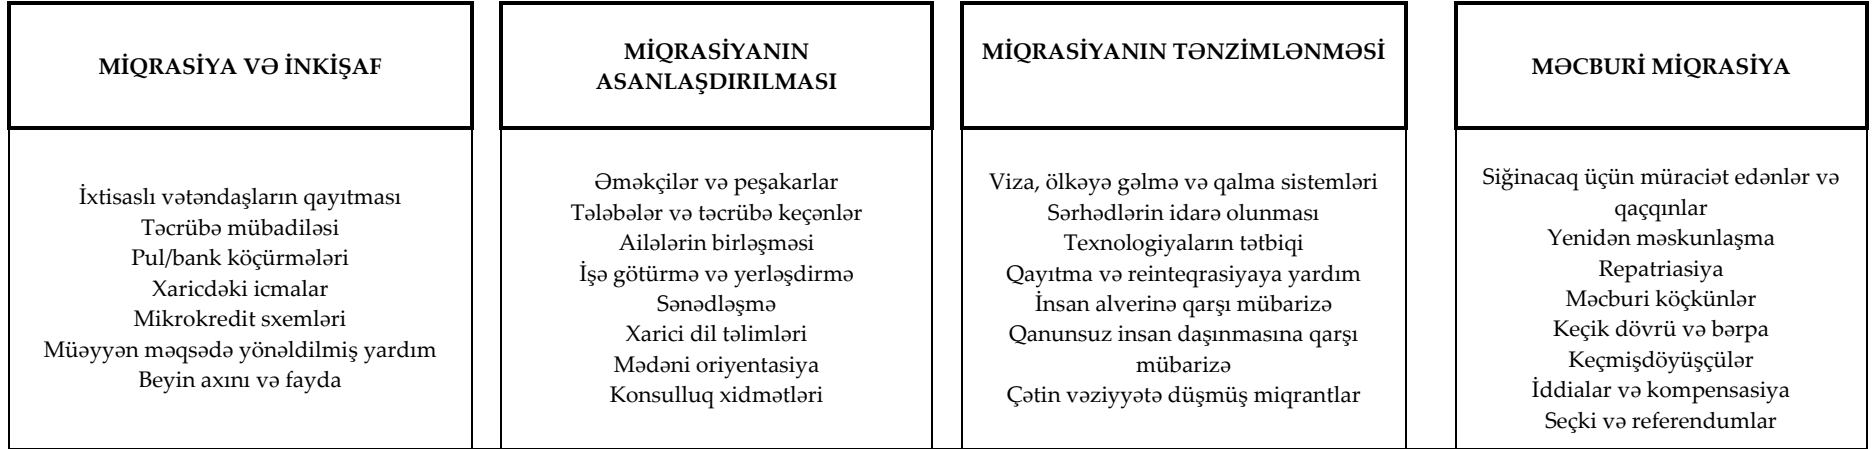 MİQRASİYA VƏ İNKİŞAF
İxtisaslı vətəndaşların qayıtması
Təcrübə mübadiləsi
Pul/bank köçürmələri
Xaricdəki icmalar
Mikrokredit sxemləri
Müəyyən məqsədə yönəldilmiş yardım
Beyin axını və fayda
MİQRASİYANIN
ASANLAŞDIRILMASI
Əməkçilər və peşakarlar
Tələbələr və təcrübə keçənlər
Ailələrin birləşməsi
İşə götürmə və yerləşdirmə
Sənədləşmə
Xarici dil təlimləri
Mədəni oriyentasiya
Konsulluq xidmətləri
MİQRASİYANIN TƏNZİMLƏNMƏSİ
Viza, ölkəyə gəlmə və qalma sistemləri
Sərhədlərin idarə olunması
Texnologiyaların tətbiqi
Qayıtma və reinteqrasiyaya yardım
İnsan alverinə qarşı mübarizə
Qanunsuz insan daşınmasına qarşı
mübarizə
Çətin vəziyyətə düşmüş miqrantlar
MƏCBURİ MİQRASİYA
Siğinacaq üçün müraciət edənlər və
qaçqınlar
Yenidən məskunlaşma
Repatriasiya
Məcburi köçkünlər
Keçik dövrü və bərpa
Keçmişdöyüşçülər
İddialar və kompensasiya
Seçki və referendumlar